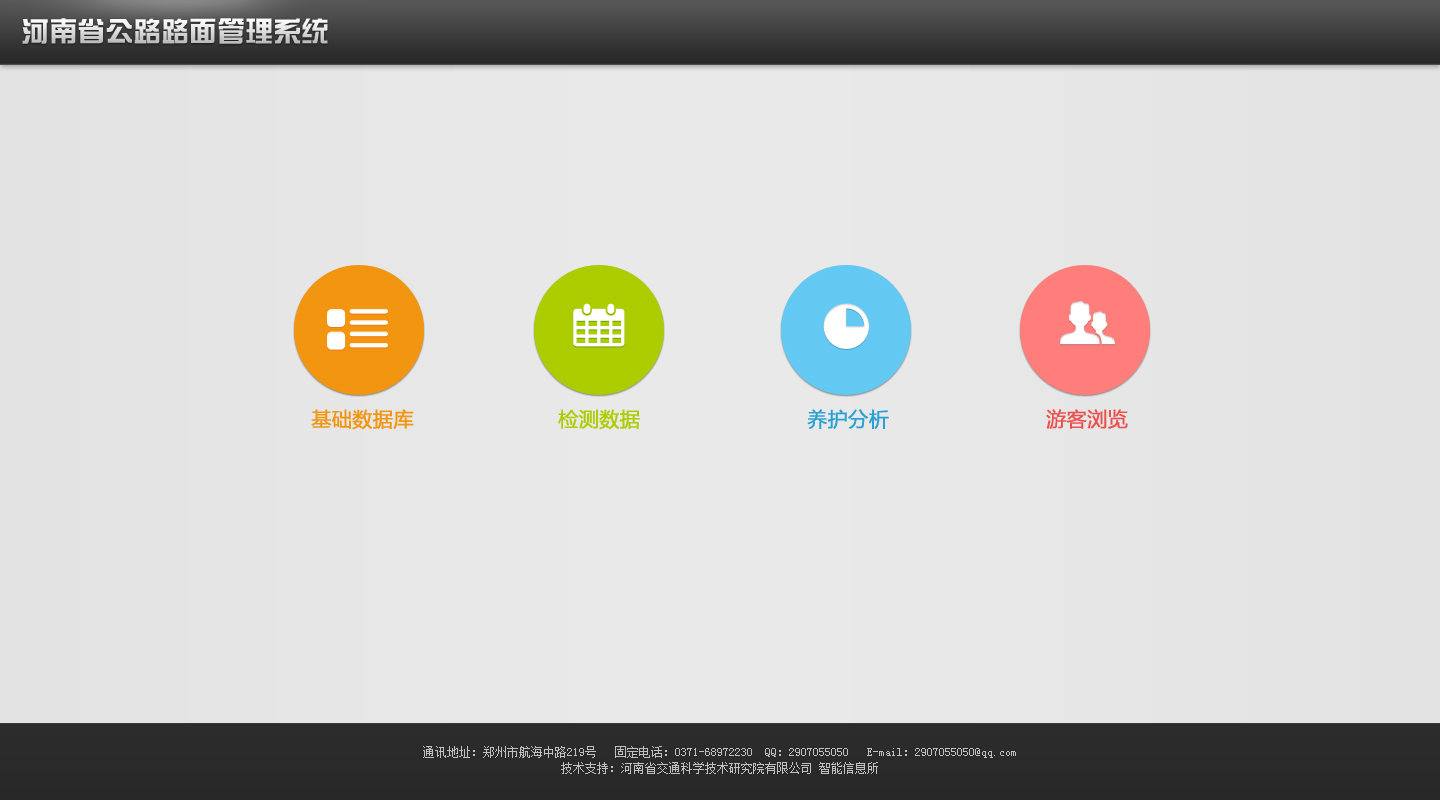 河南省公路路面管理系统
基础数据库
检测数据
养护分析
游客浏览
通讯地址：郑州市航海中路219号 固定电话：0371-68972230 QQ：2907055050 E-mail：2907055050@qq.com
技术支持：河南省交通科学技术研究院有限公司 智能信息所